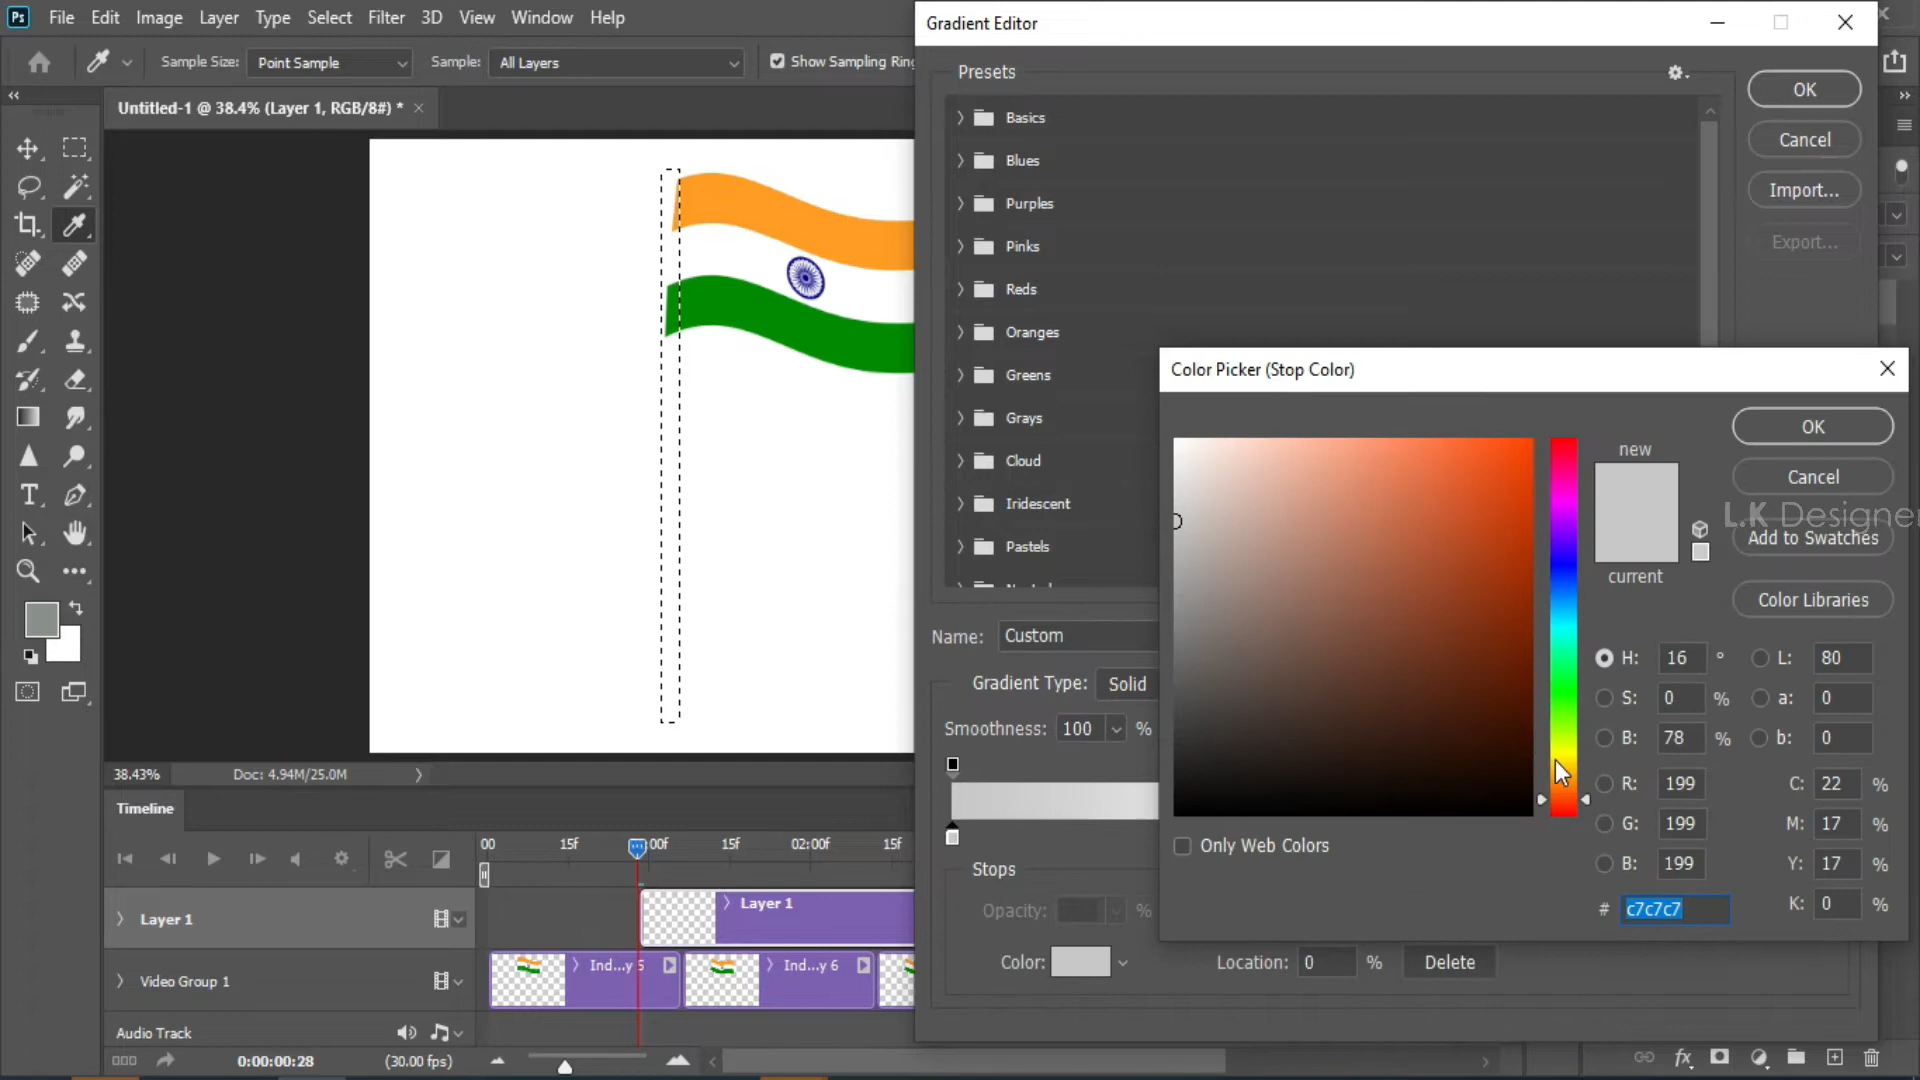 Ps File Edit Image Layer Type Select Filter 3D View Window Help
Gradient Editor
Sample Size: Point Sample Sample: All Layers Show Sampling Ring
Presets
OK
Untitled-1 @ 38.4% (Layer 1, RGB/8#) *
Basics
Cancel
Blues
Import...
Purples
Export...
Pinks
Reds
Oranges
Greens
Color Picker (Stop Color)
Grays
OK
new
Cloud
Cancel
Iridescent
L.K Designer
Add to Swatches
Pastels
current
Color Libraries
Name: Custom
H: 16 ° L: 80
Gradient Type: Solid
S: 0 % a: 0
Smoothness: 100 %
B: 78 % b: 0
38.43% Doc: 4.94M/25.0M
R: 199 C: 22 %
Timeline
G: 199 M: 17 %
00 15f 00f 15f 02:00f 15f
Only Web Colors
B: 199 Y: 17 %
Stops
# c7c7c7 K: 0 %
Opacity: %
Layer 1 Layer 1
Color: Location: 0 % Delete
Video Group 1 Ind...y 5 Ind...y 6
Audio Track
0:00:00:28 (30.00 fps)
fx